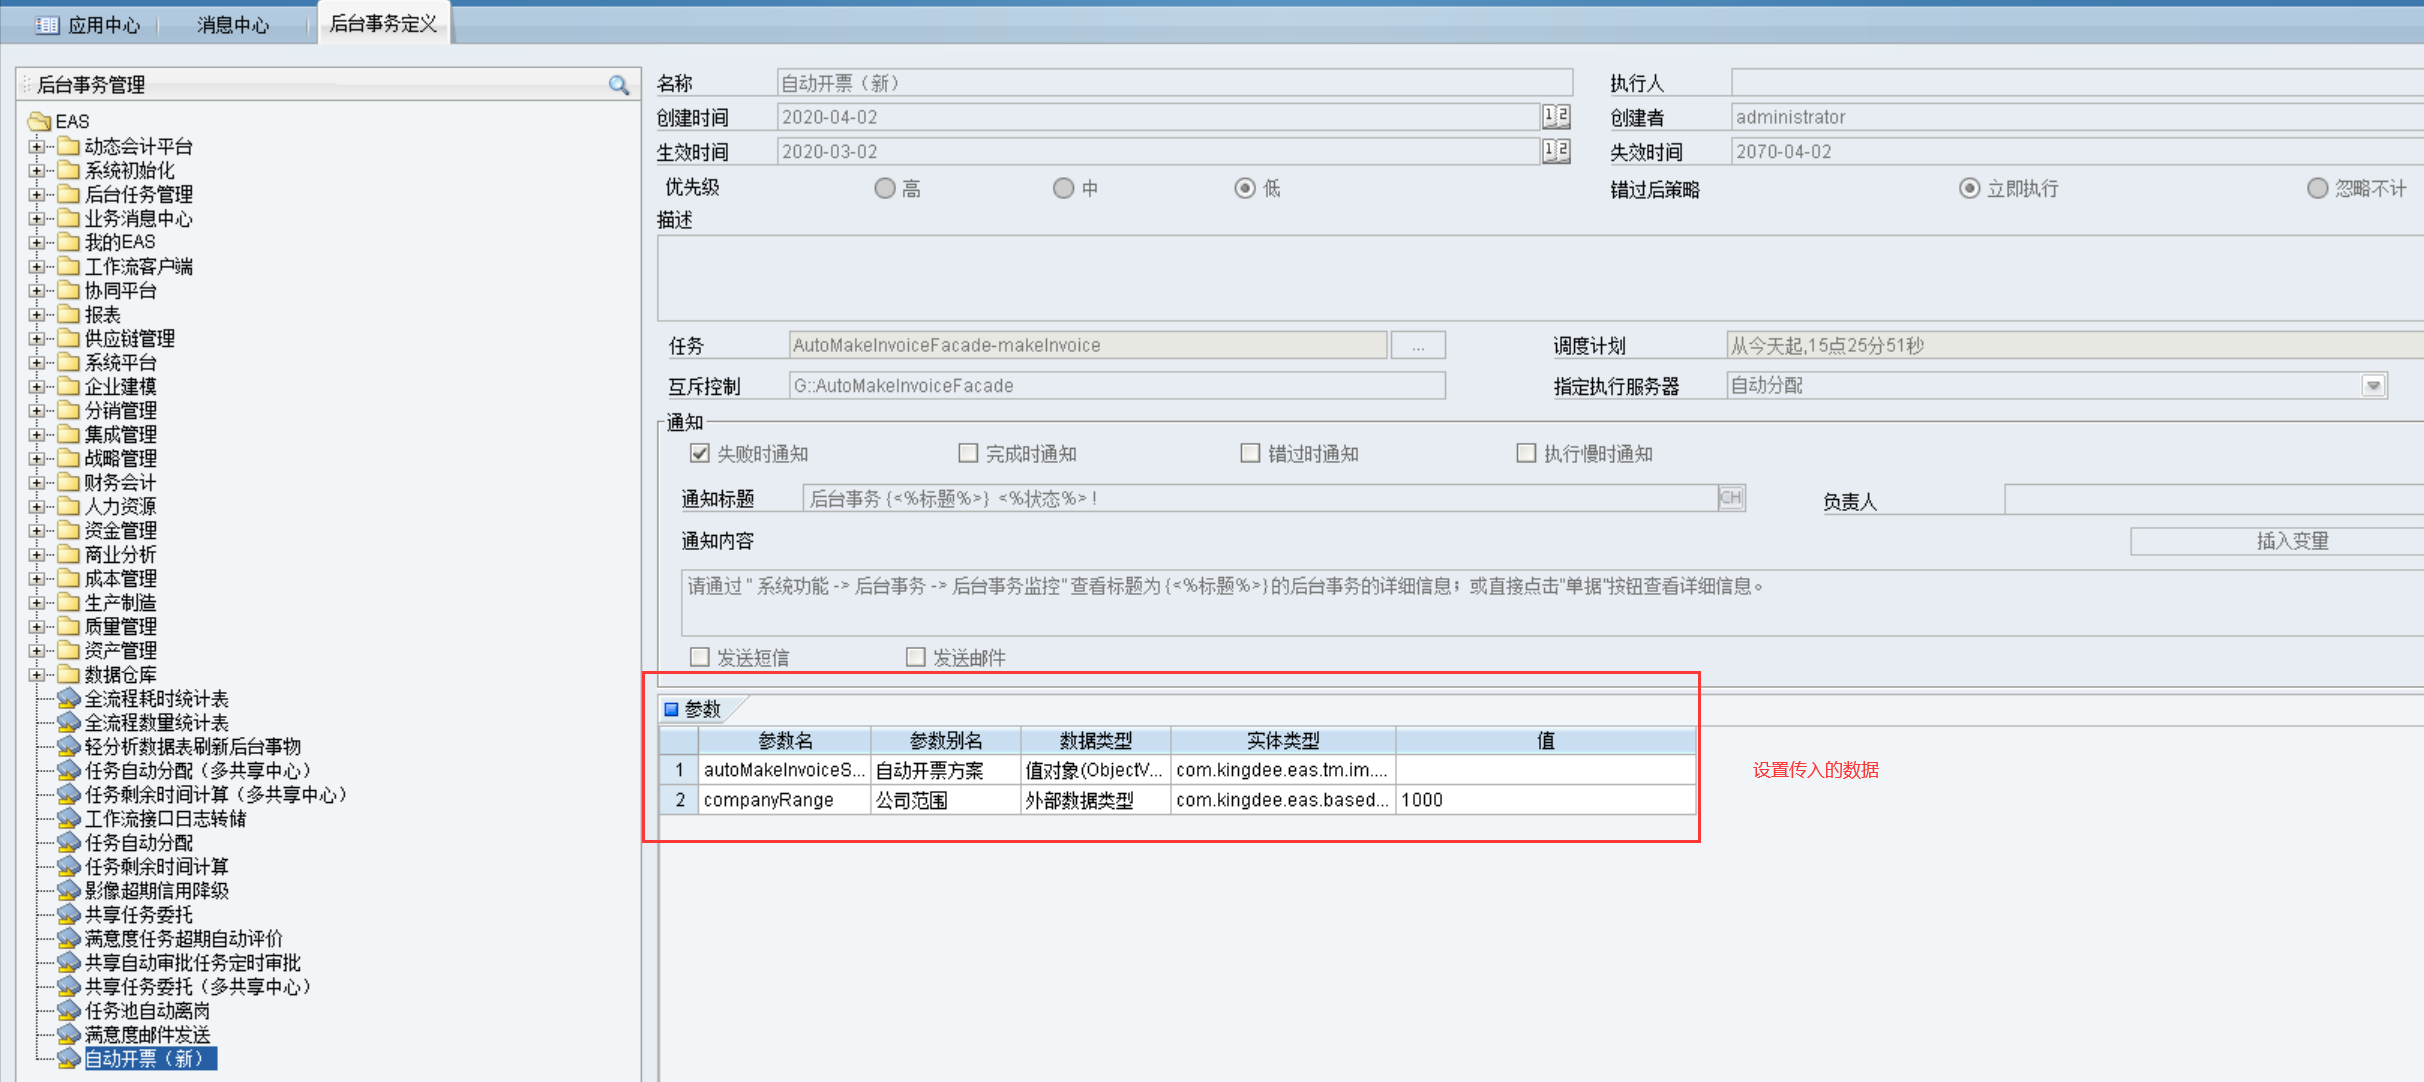 应用中心 消息中心 后台事务定义
后台事务管理
EAS
动态会计平台
系统初始化
后台任务管理
业务消息中心
我的EAS
工作流客户端
协同平台
报表
供应链管理
系统平台
企业建模
分销管理
集成管理
战略管理
财务会计
人力资源
资金管理
商业分析
成本管理
生产制造
质量管理
资产管理
数据仓库
全流程耗时统计表
全流程数量统计表
轻分析数据表刷新后台事物
任务自动分配（多共享中心）
任务剩余时间计算（多共享中心）
工作流接口日志转储
任务自动分配
任务剩余时间计算
影像超期信用降级
共享任务委托
满意度任务超期自动评价
共享自动审批任务定时审批
共享任务委托（多共享中心）
任务池自动离岗
满意度邮件发送
自动开票（新）
名称 自动开票（新） 执行人
创建时间 2020-04-02 12 创建者 administrator
生效时间 2020-03-02 12 失效时间 2070-04-02
优先级 高 中 低 错过后策略 立即执行 忽略不计
描述
任务 AutoMakeInvoiceFacade-makeInvoice ... 调度计划 从今天起,15点25分51秒
互斥控制 G::AutoMakeInvoiceFacade 指定执行服务器 自动分配
通知
失败时通知 完成时通知 错过时通知 执行慢时通知
通知标题 后台事务 {<%标题%>} <%状态%> ! CH 负责人
通知内容 插入变量
请通过 " 系统功能 -> 后台事务 -> 后台事务监控" 查看标题为 {<%标题%>}的后台事务的详细信息；或直接点击"单据"按钮查看详细信息。
发送短信 发送邮件
参数
参数名 参数别名 数据类型 实体类型 值
1 autoMakeInvoiceS... 自动开票方案 值对象(ObjectV... com.kingdee.eas.tm.im....
2 companyRange 公司范围 外部数据类型 com.kingdee.eas.based... 1000
设置传入的数据